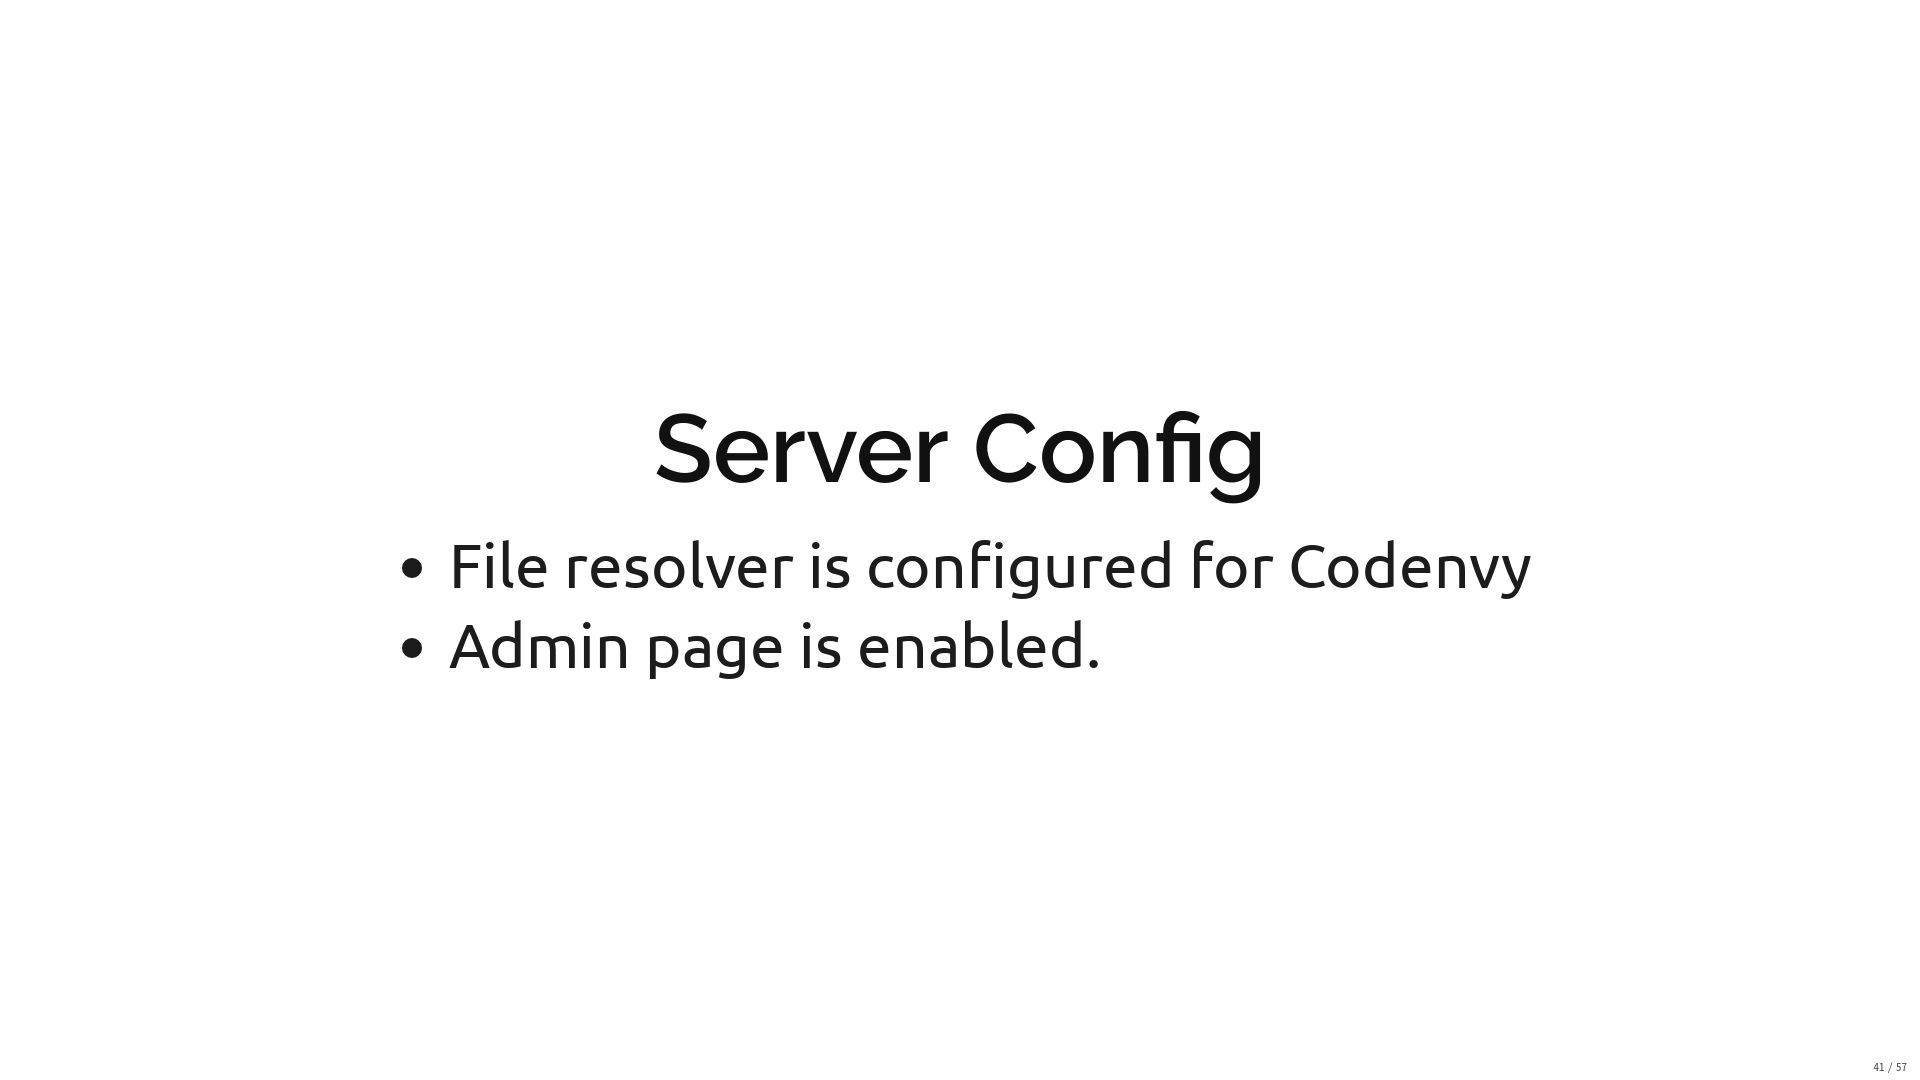 Server Config
• File resolver is configured for Codenvy
• Admin page is enabled.
41 / 57